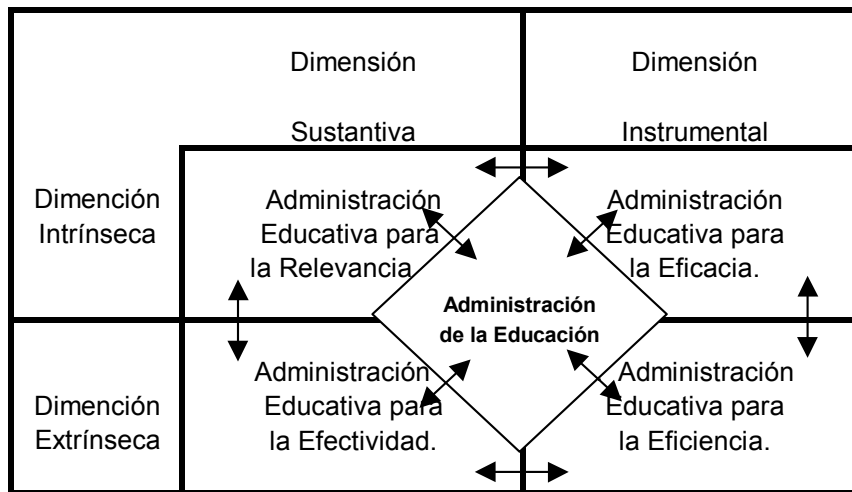 Dimensión
Sustantiva
Dimensión
Instrumental
Dimención
Intrínseca
Administración
Educativa para
la Relevancia.
Administración
Educativa para
la Eficacia.
Administración
de la Educación
Dimención
Extrínseca
Administración
Educativa para
la Efectividad.
Administración
Educativa para
la Eficiencia.